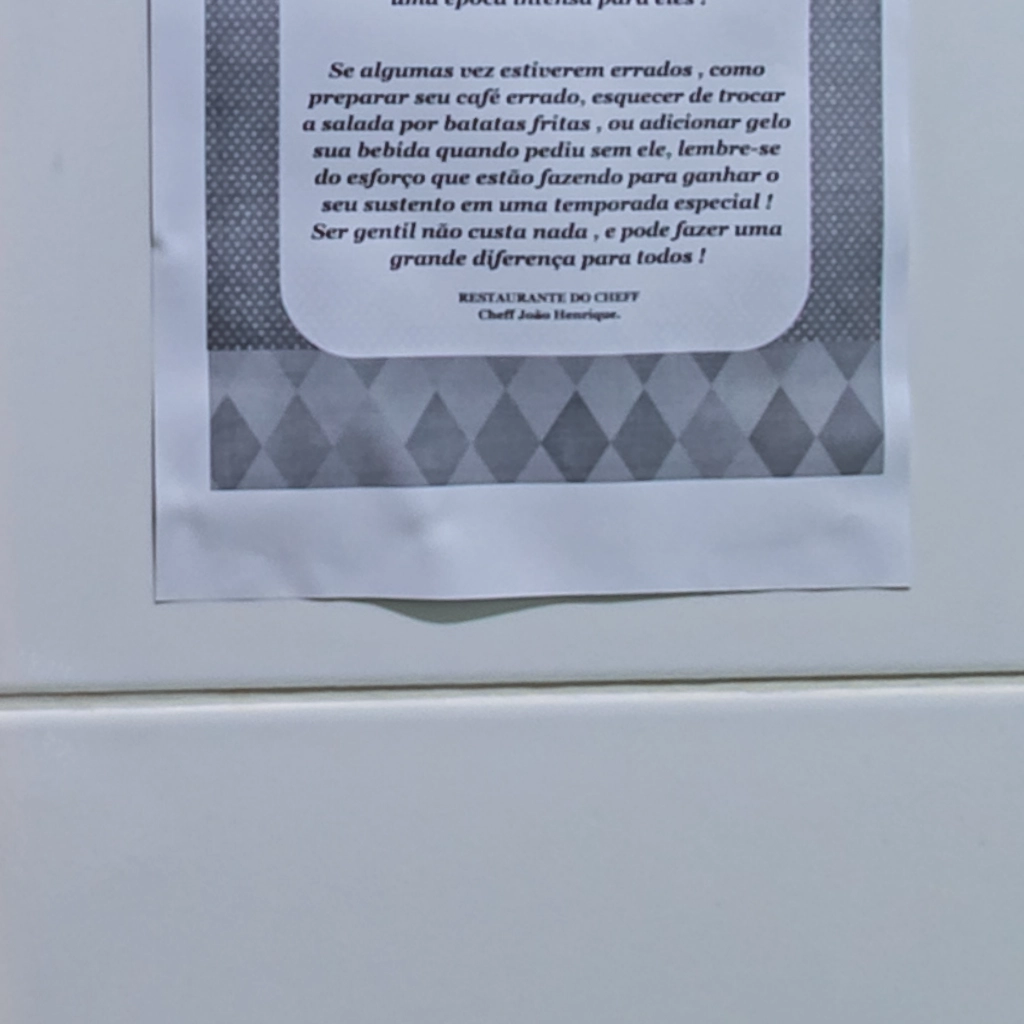 uma época intensa para eles !
Se algumas vez estiverem errados , como
preparar seu café errado, esquecer de trocar
a salada por batatas fritas , ou adicionar gelo
sua bebida quando pediu sem ele, lembre-se
do esforço que estão fazendo para ganhar o
seu sustento em uma temporada especial !
Ser gentil não custa nada , e pode fazer uma
grande diferença para todos !
RESTAURANTE DO CHEFF
Cheff João Henrique.